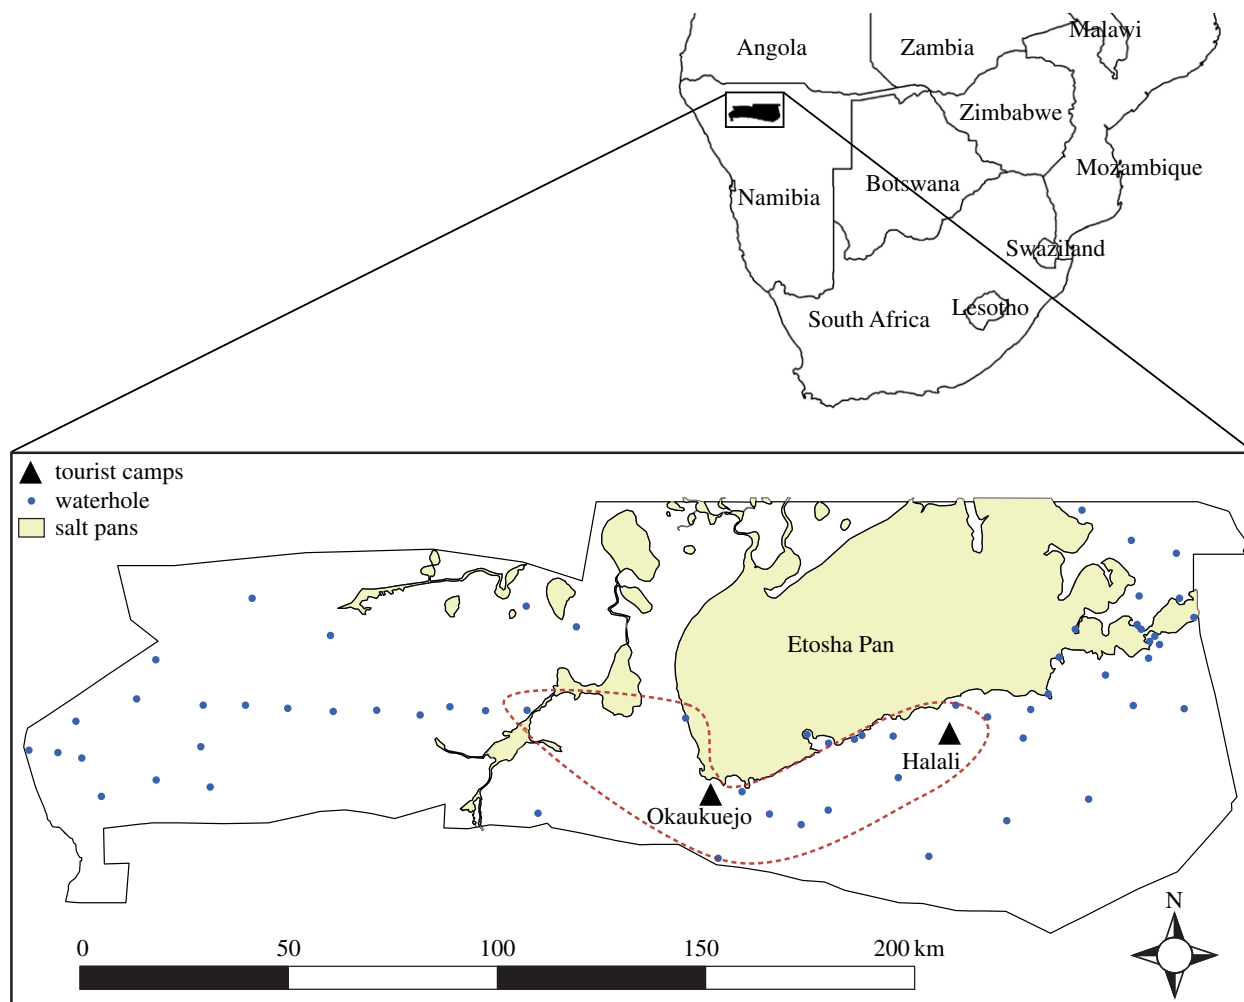 Malawi
Angola
Zambia
Zimbabwe
Mozambique
Botswana
Namibia
Swaziland
Lesotho
South Africa
tourist camps
waterhole
salt pans
Etosha Pan
Halali
Okaukuejo
N
0 50 100 150 200 km